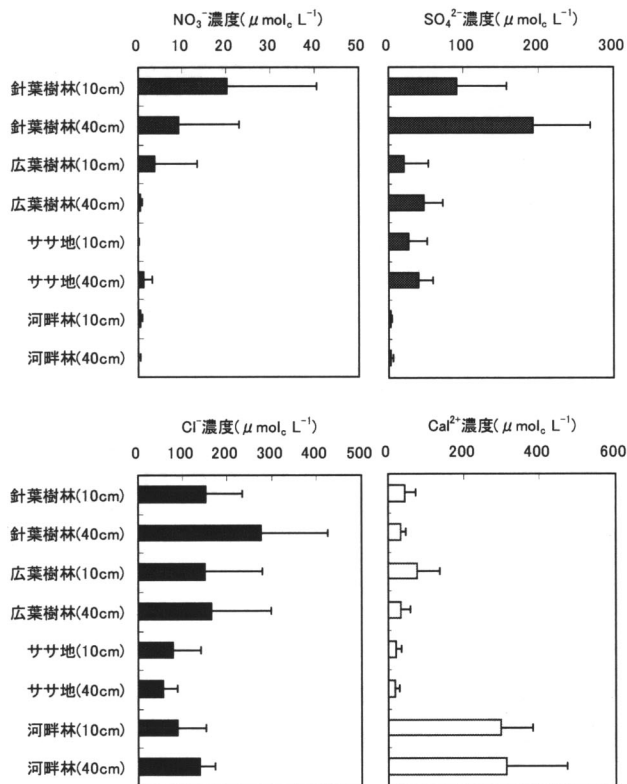 NO₃⁻濃度(μmol_c L⁻¹)
0 10 20 30 40 50
針葉樹林(10cm)
針葉樹林(40cm)
広葉樹林(10cm)
広葉樹林(40cm)
ササ地(10cm)
ササ地(40cm)
河畔林(10cm)
河畔林(40cm)
SO₄²⁻濃度(μmol_c L⁻¹)
0 100 200 300
Cl⁻濃度(μmol_c L⁻¹)
0 100 200 300 400 500
針葉樹林(10cm)
針葉樹林(40cm)
広葉樹林(10cm)
広葉樹林(40cm)
ササ地(10cm)
ササ地(40cm)
河畔林(10cm)
河畔林(40cm)
Cal²⁺濃度(μmol_c L⁻¹)
0 200 400 600